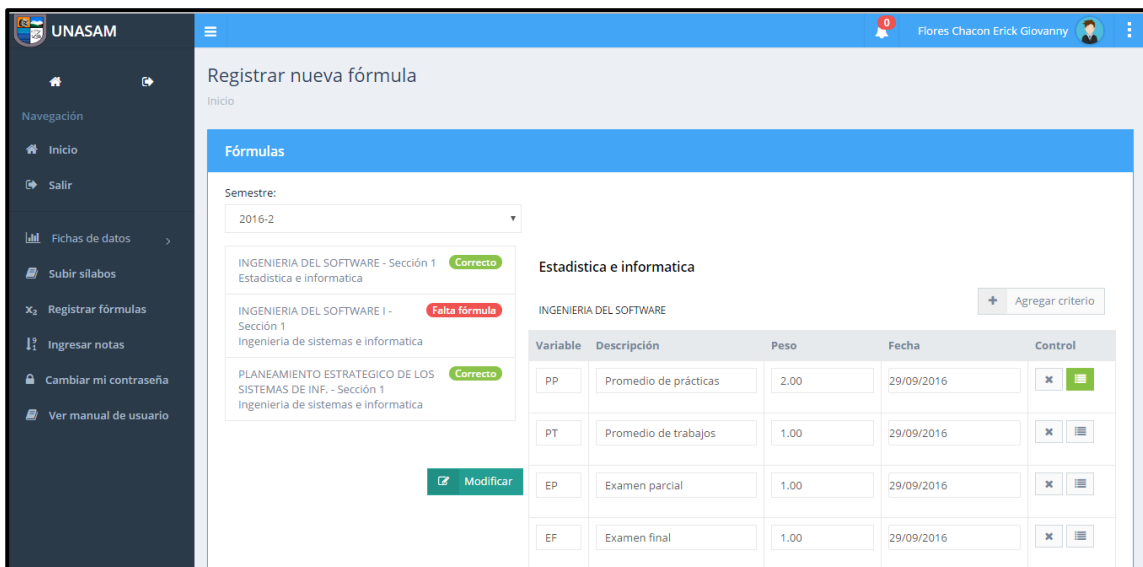 UNASAM
0
Flores Chacon Erick Giovanny
Navegación
Inicio
Salir
Fichas de datos
Subir sílabos
Registrar fórmulas
Ingresar notas
Cambiar mi contraseña
Ver manual de usuario
Registrar nueva fórmula
Inicio
Fórmulas
Semestre:
2016-2
INGENIERIA DEL SOFTWARE - Sección 1 Correcto
Estadistica e informatica
INGENIERIA DEL SOFTWARE I - Falta fórmula
Sección 1
Ingenieria de sistemas e informatica
PLANEAMIENTO ESTRATEGICO DE LOS Correcto
SISTEMAS DE INF. - Sección 1
Ingenieria de sistemas e informatica
Modificar
Estadistica e informatica
INGENIERIA DEL SOFTWARE
Agregar criterio
Variable Descripción Peso Fecha Control
PP Promedio de prácticas 2.00 29/09/2016
PT Promedio de trabajos 1.00 29/09/2016
EP Examen parcial 1.00 29/09/2016
EF Examen final 1.00 29/09/2016